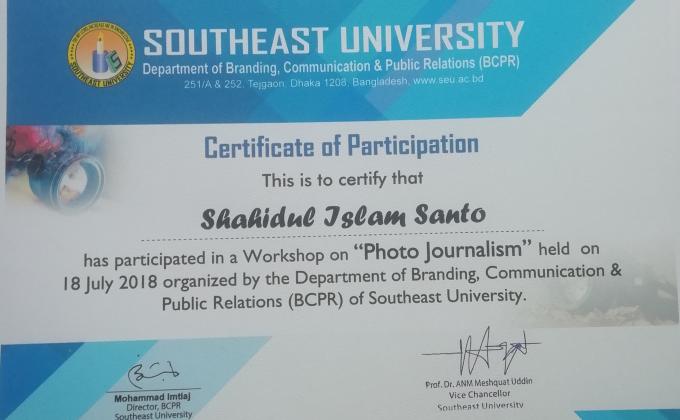 SOUTHEAST UNIVERSITY
Department of Branding, Communication & Public Relations (BCPR)
251/A & 252, Tejgaon, Dhaka 1208, Bangladesh, www.seu.ac.bd
SOUTHEAST UNIVERSITY
Certificate of Participation
This is to certify that
Shahidul Islam Santo
has participated in a Workshop on “Photo Journalism” held on
18 July 2018 organized by the Department of Branding, Communication &
Public Relations (BCPR) of Southeast University.
Mohammad Imtiaj
Director, BCPR
Southeast University
Prof. Dr. ANM Meshquat Uddin
Vice Chancellor
Southeast University